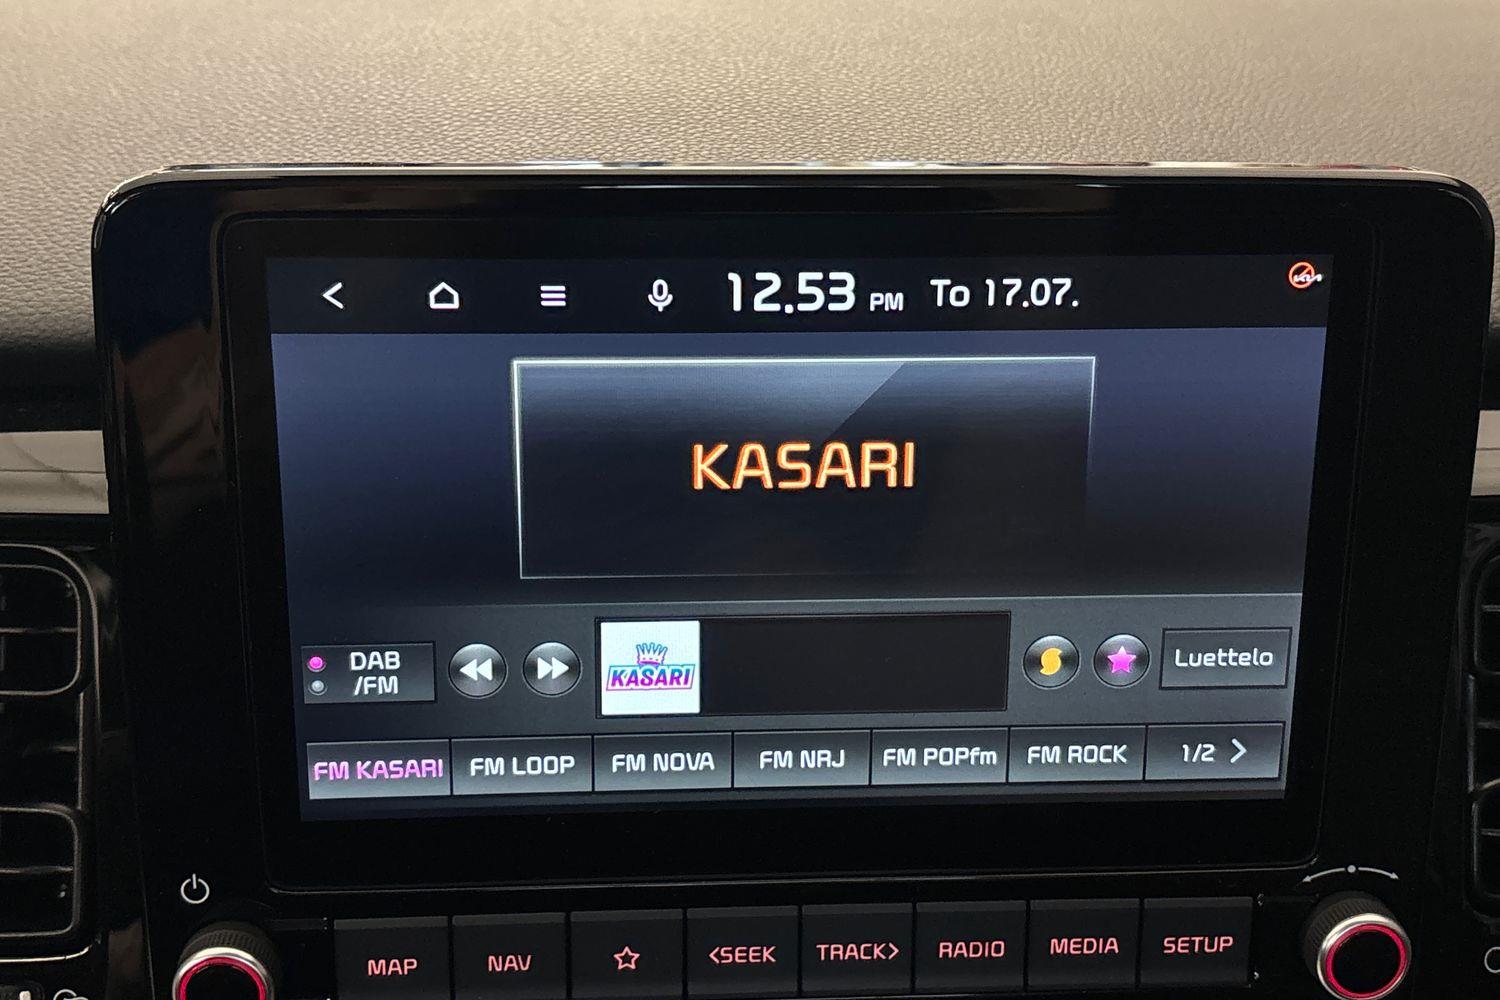 12.53 PM To 17.07.
KASARI
DAB
/FM
KASARI
Luettelo
FM KASARI FM LOOP FM NOVA FM NRJ FM POPfm FM ROCK 1/2 >
MAP NAV <SEEK TRACK> RADIO MEDIA SETUP